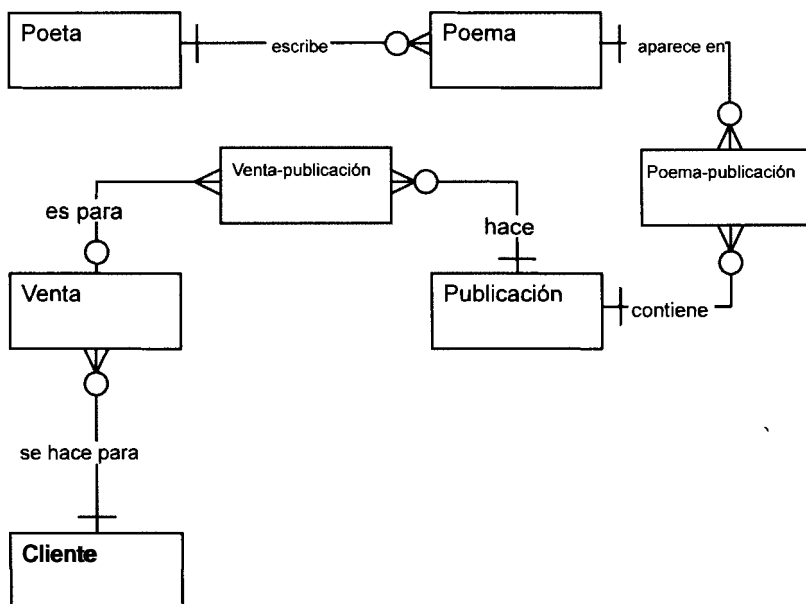 Poeta
escribe
Poema
aparece en
Venta-publicación
Poema-publicación
es para
hace
Venta
Publicación
contiene
se hace para
Cliente